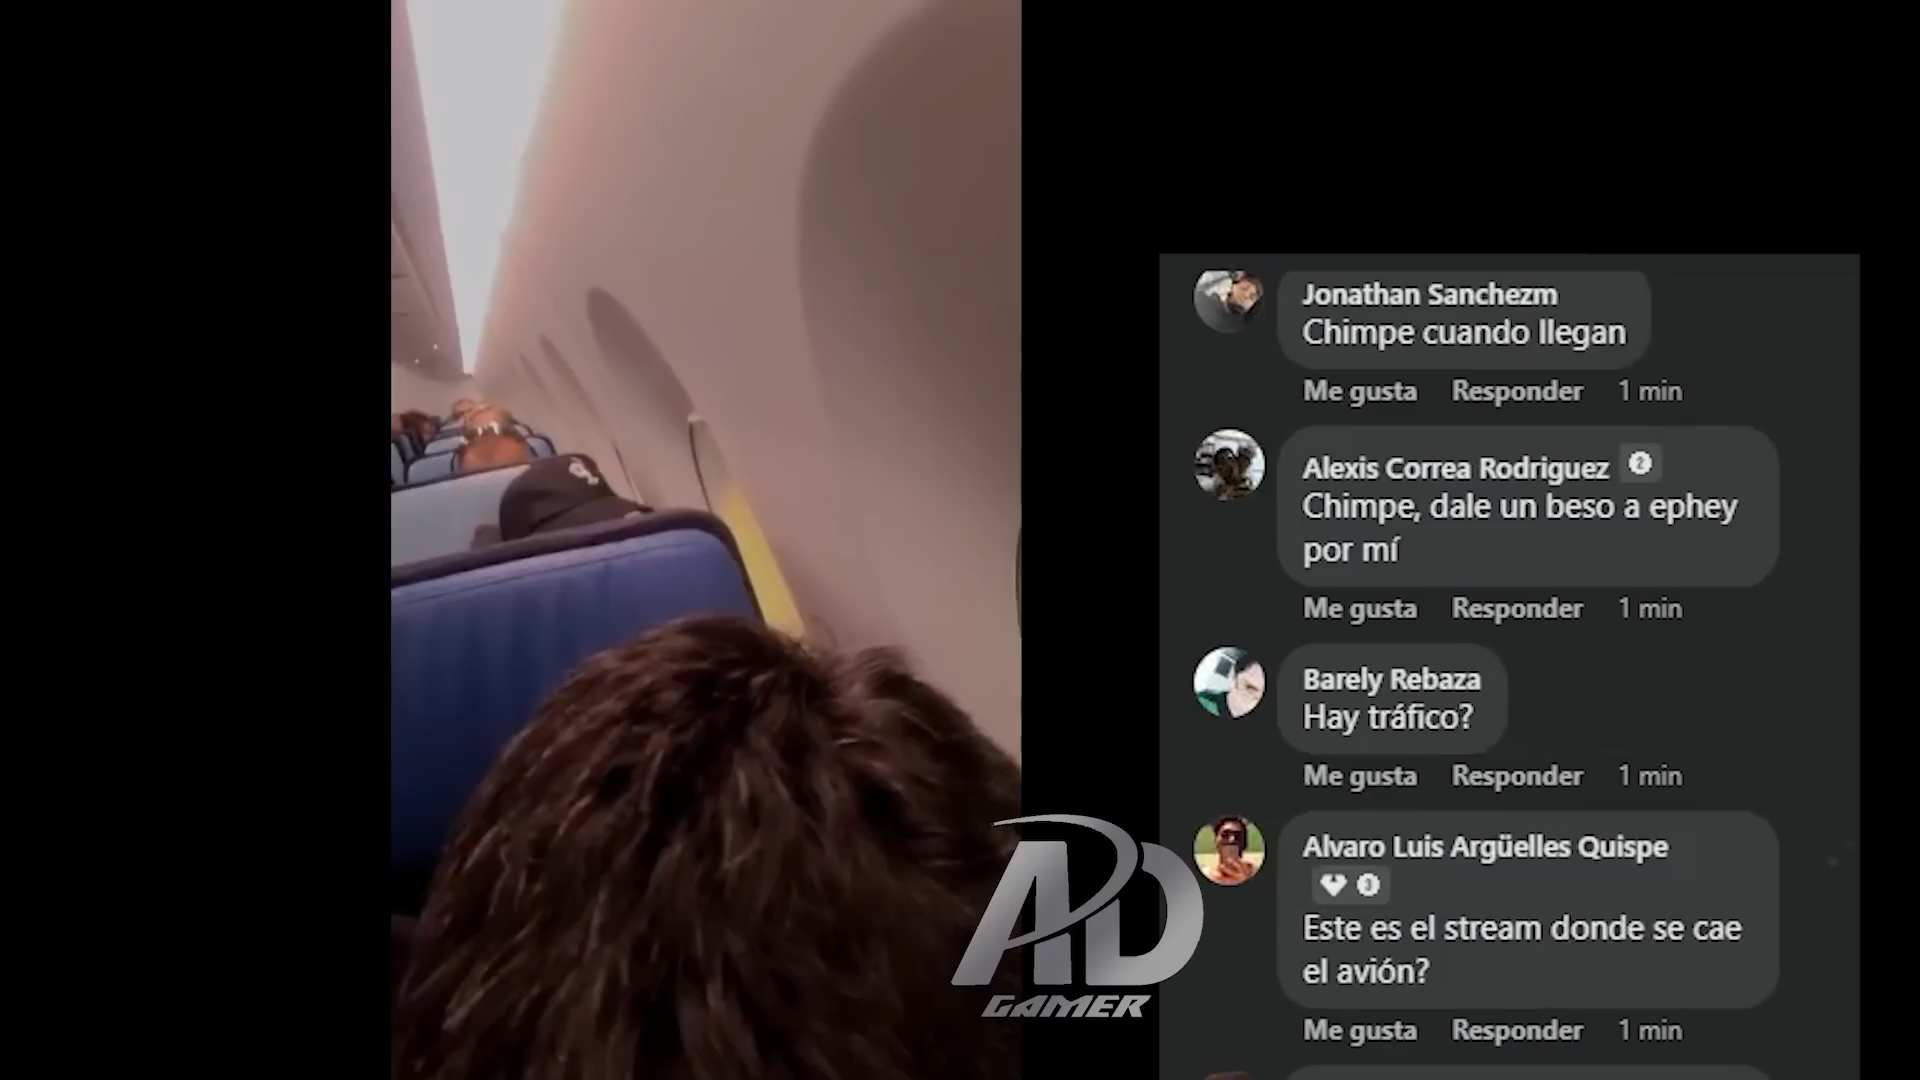 Jonathan Sanchezm
Chimpe cuando llegan
Me gusta Responder 1 min
Alexis Correa Rodriguez 2
Chimpe, dale un beso a ephey
por mí
Me gusta Responder 1 min
Barely Rebaza
Hay tráfico?
Me gusta Responder 1 min
Alvaro Luis Argüelles Quispe
3
Este es el stream donde se cae
el avión?
Me gusta Responder 1 min
AD
GAMER